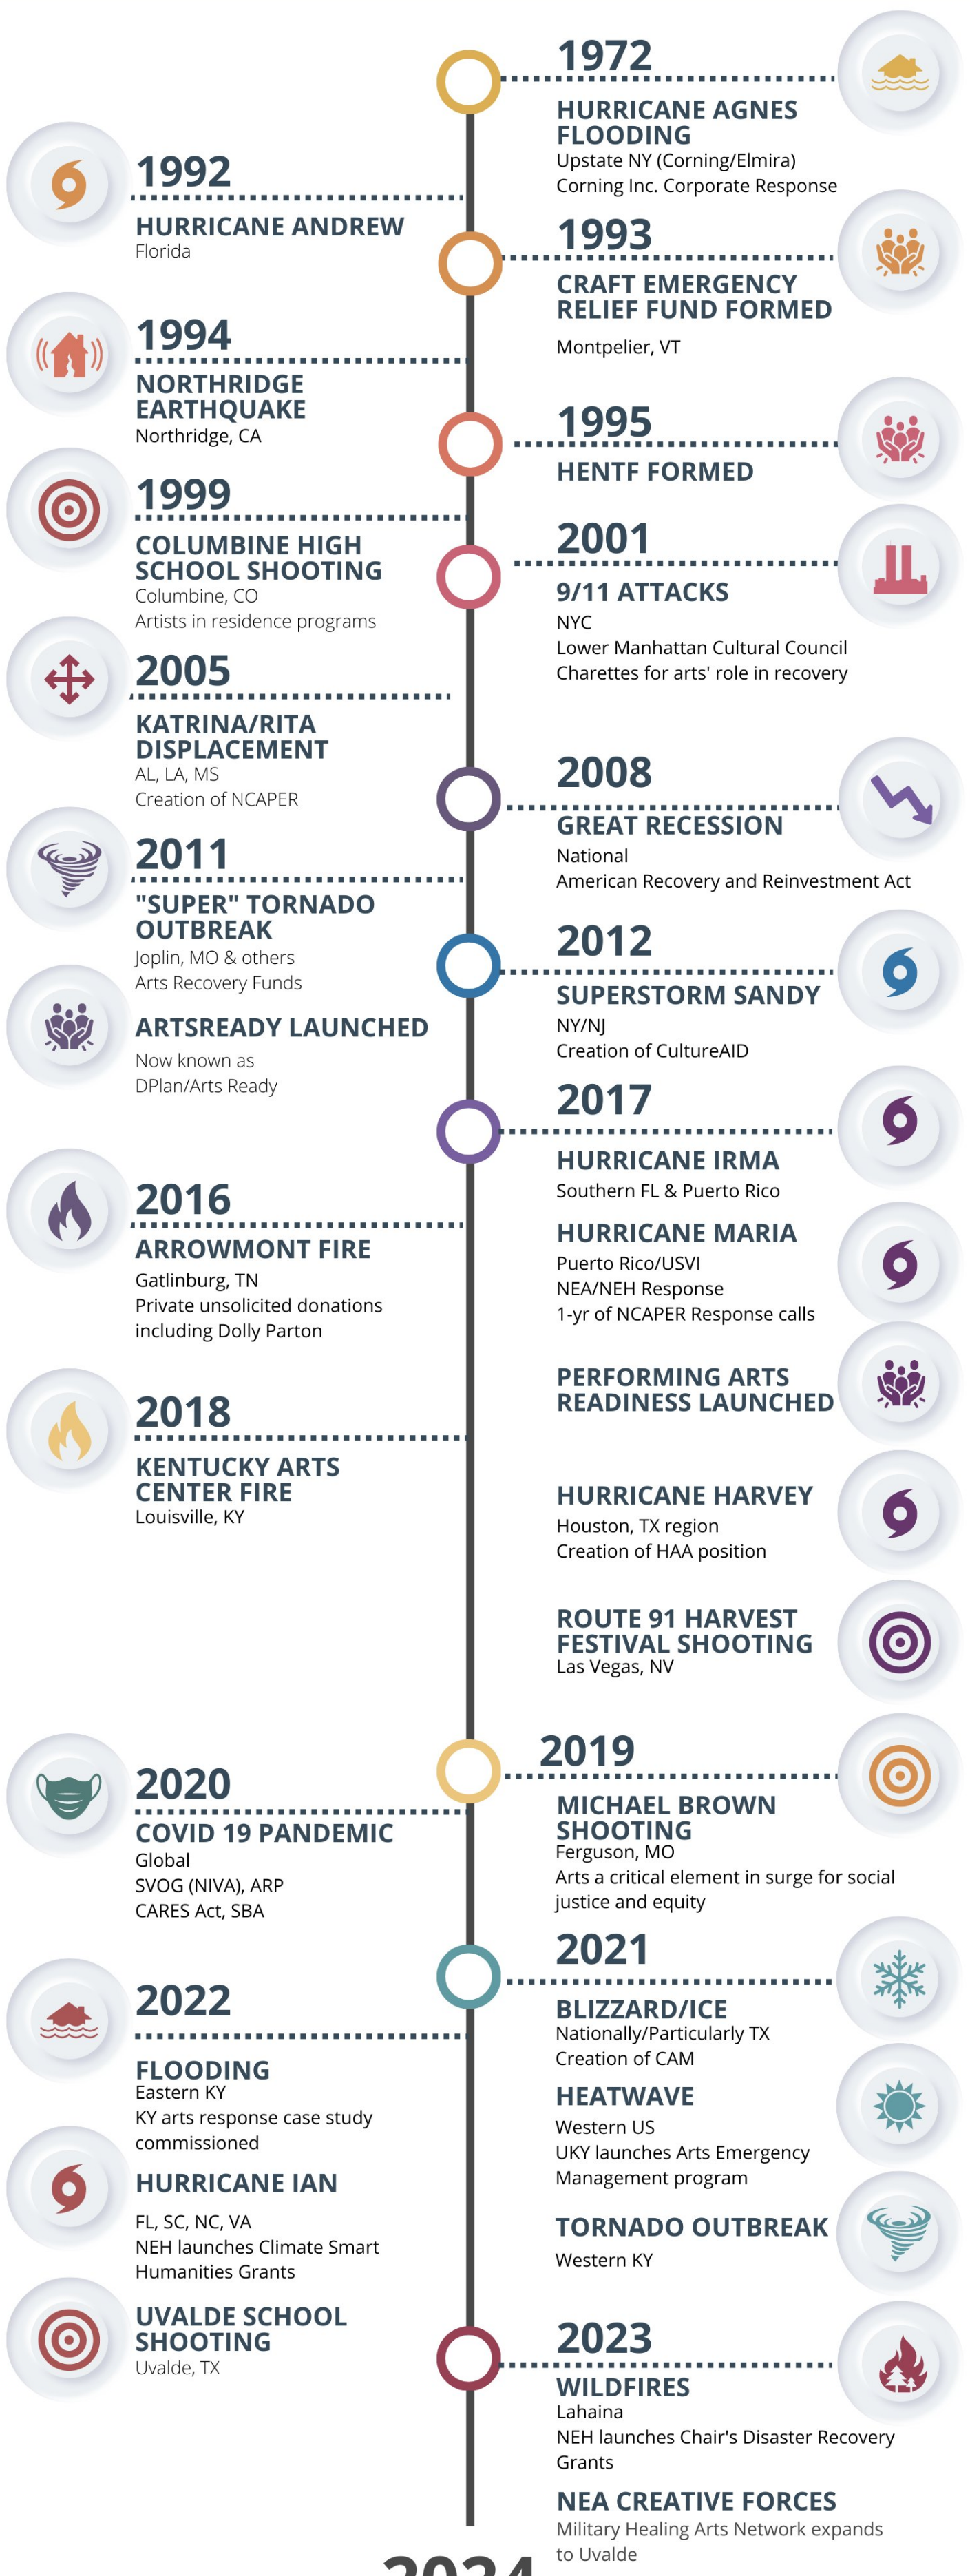 1972
HURRICANE AGNES
FLOODING
Upstate NY (Corning/Elmira)
Corning Inc. Corporate Response
1992
HURRICANE ANDREW
Florida
1993
CRAFT EMERGENCY
RELIEF FUND FORMED
Montpelier, VT
1994
NORTHRIDGE
EARTHQUAKE
Northridge, CA
1995
HENTF FORMED
1999
COLUMBINE HIGH
SCHOOL SHOOTING
Columbine, CO
Artists in residence programs
2001
9/11 ATTACKS
NYC
Lower Manhattan Cultural Council
Charettes for arts' role in recovery
2005
KATRINA/RITA
DISPLACEMENT
AL, LA, MS
Creation of NCAPER
2008
GREAT RECESSION
National
American Recovery and Reinvestment Act
2011
"SUPER" TORNADO
OUTBREAK
Joplin, MO & others
Arts Recovery Funds
ARTSREADY LAUNCHED
Now known as
DPlan/Arts Ready
2012
SUPERSTORM SANDY
NY/NJ
Creation of CultureAID
2016
ARROWMONT FIRE
Gatlinburg, TN
Private unsolicited donations
including Dolly Parton
2017
HURRICANE IRMA
Southern FL & Puerto Rico
HURRICANE MARIA
Puerto Rico/USVI
NEA/NEH Response
1-yr of NCAPER Response calls
PERFORMING ARTS
READINESS LAUNCHED
HURRICANE HARVEY
Houston, TX region
Creation of HAA position
ROUTE 91 HARVEST
FESTIVAL SHOOTING
Las Vegas, NV
2018
KENTUCKY ARTS
CENTER FIRE
Louisville, KY
2019
MICHAEL BROWN
SHOOTING
Ferguson, MO
Arts a critical element in surge for social
justice and equity
2020
COVID 19 PANDEMIC
Global
SVOG (NIVA), ARP
CARES Act, SBA
2021
BLIZZARD/ICE
Nationally/Particularly TX
Creation of CAM
HEATWAVE
Western US
UKY launches Arts Emergency
Management program
TORNADO OUTBREAK
Western KY
2022
FLOODING
Eastern KY
KY arts response case study
commissioned
HURRICANE IAN
FL, SC, NC, VA
NEH launches Climate Smart
Humanities Grants
UVALDE SCHOOL
SHOOTING
Uvalde, TX
2023
WILDFIRES
Lahaina
NEH launches Chair's Disaster Recovery
Grants
NEA CREATIVE FORCES
Military Healing Arts Network expands
to Uvalde
2024